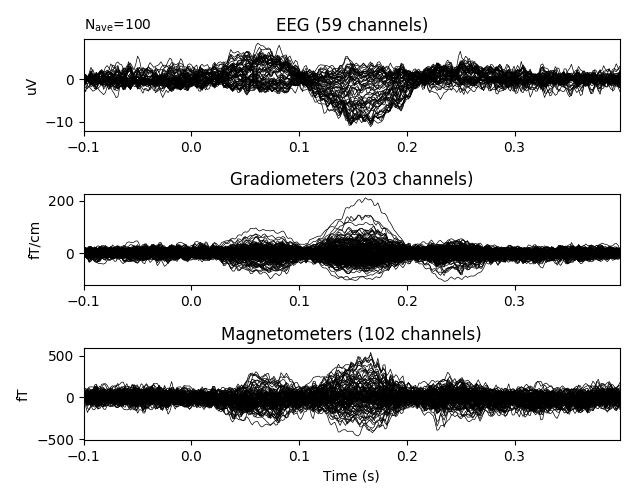 N_ave=100
EEG (59 channels)
uV
0
−10
−0.1 0.0 0.1 0.2 0.3
Gradiometers (203 channels)
fT/cm
200
0
−0.1 0.0 0.1 0.2 0.3
Magnetometers (102 channels)
fT
500
0
−500
−0.1 0.0 0.1 0.2 0.3
Time (s)